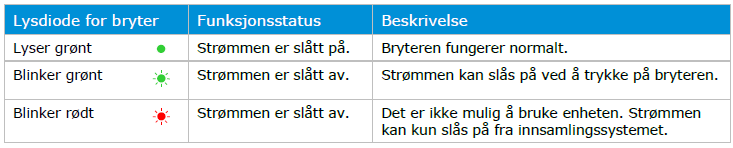 Lysdiode for bryter Funksjonsstatus Beskrivelse
Lyser grønt Strømmen er slått på. Bryteren fungerer normalt.
Blinker grønt Strømmen er slått av. Strømmen kan slås på ved å trykke på bryteren.
Blinker rødt Strømmen er slått av. Det er ikke mulig å bruke enheten. Strømmen
kan kun slås på fra innsamlingssystemet.